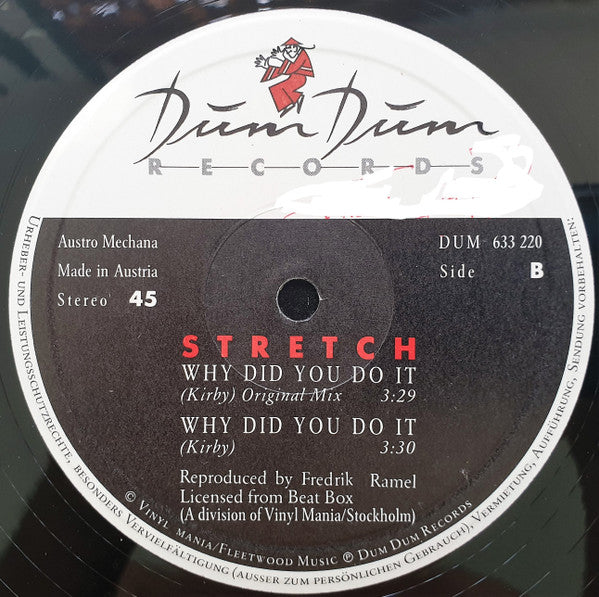 Dum Dum
RECORDS
Austro Mechana
Made in Austria
Stereo 45
DUM 633 220
Side B
STRETCH
WHY DID YOU DO IT
(Kirby) Original Mix 3:29
WHY DID YOU DO IT
(Kirby) 3:30
Reproduced by Fredrik Ramel
Licensed from Beat Box
(A division of Vinyl Mania/Stockholm)
© VINYL MANIA/FLEETWOOD MUSIC ℗ DUM DUM RECORDS
URHEBER- UND LEISTUNGSSCHUTZRECHTE, BESONDERS VERVIELFÄLTIGUNG (AUSSER ZUM PERSÖNLICHEN GEBRAUCH), VERMIETUNG, AUFFÜHRUNG, SENDUNG VORBEHALTEN: